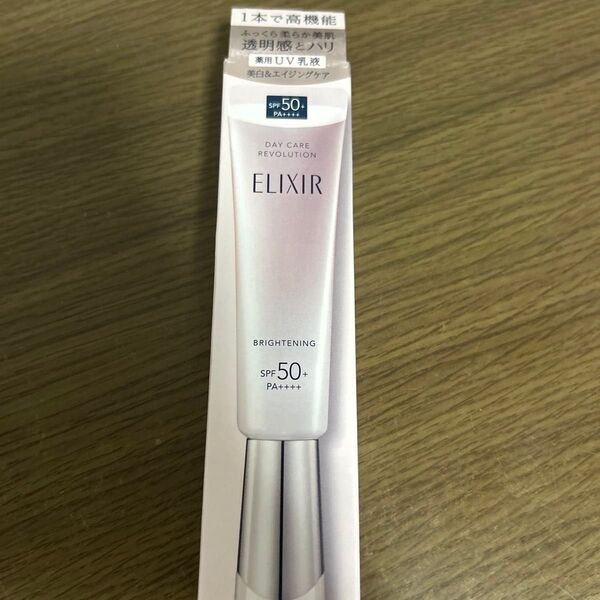 1本で高機能
ふっくら柔らか美肌
透明感とハリ
薬用UV乳液
美白&エイジングケア
SPF50+
PA++++
DAY CARE
REVOLUTION
ELIXIR
BRIGHTENING
SPF50+
PA++++